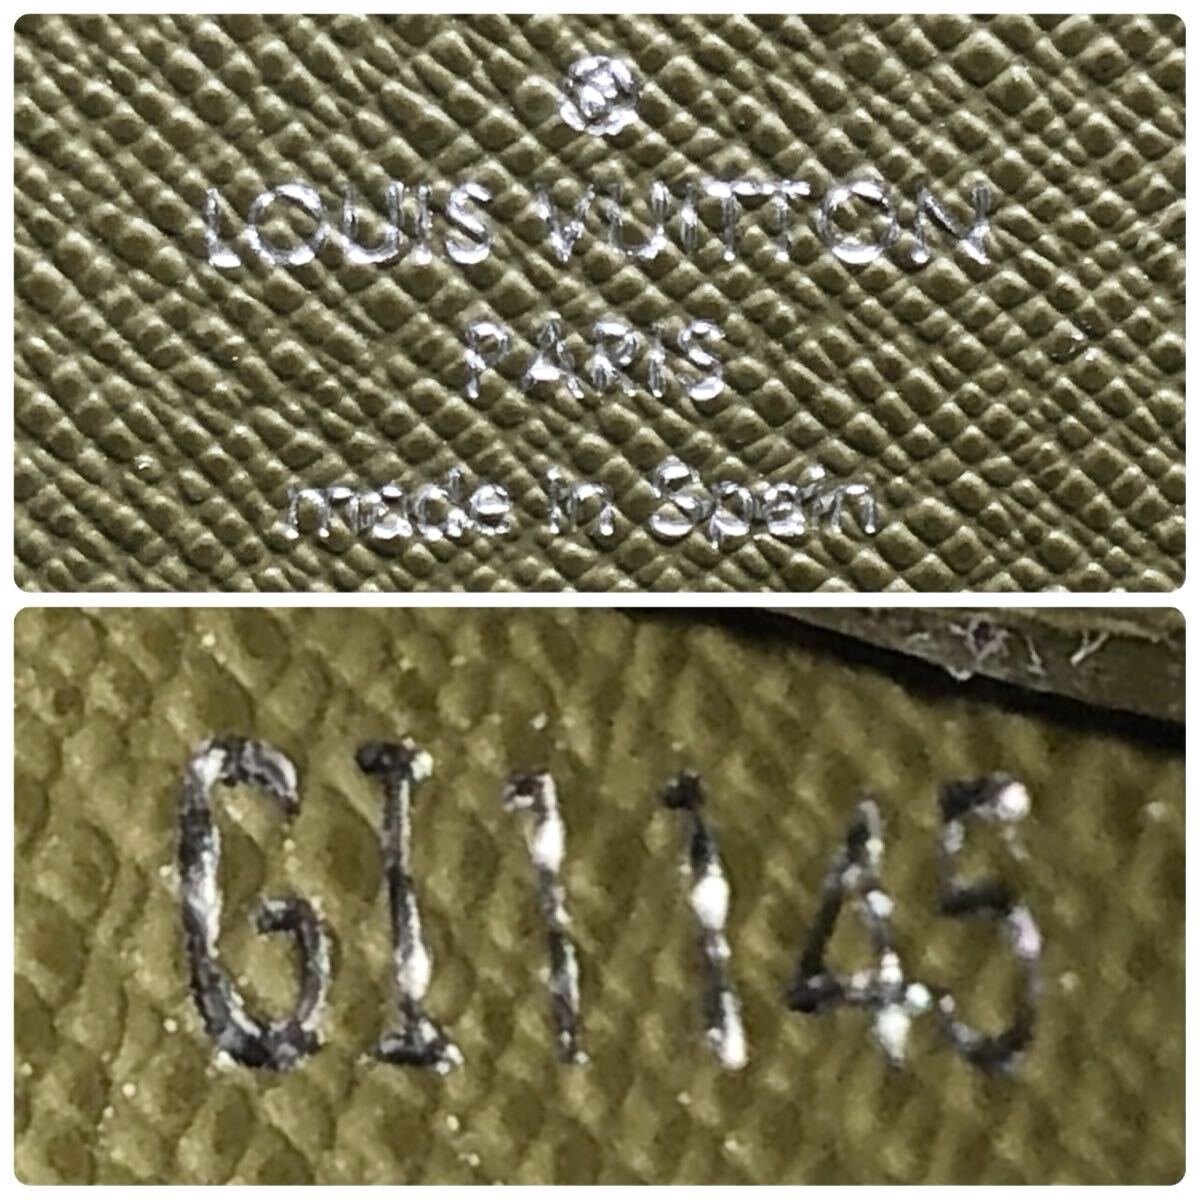 LOUIS VUITTON
PARIS
made in Spain
GI1145